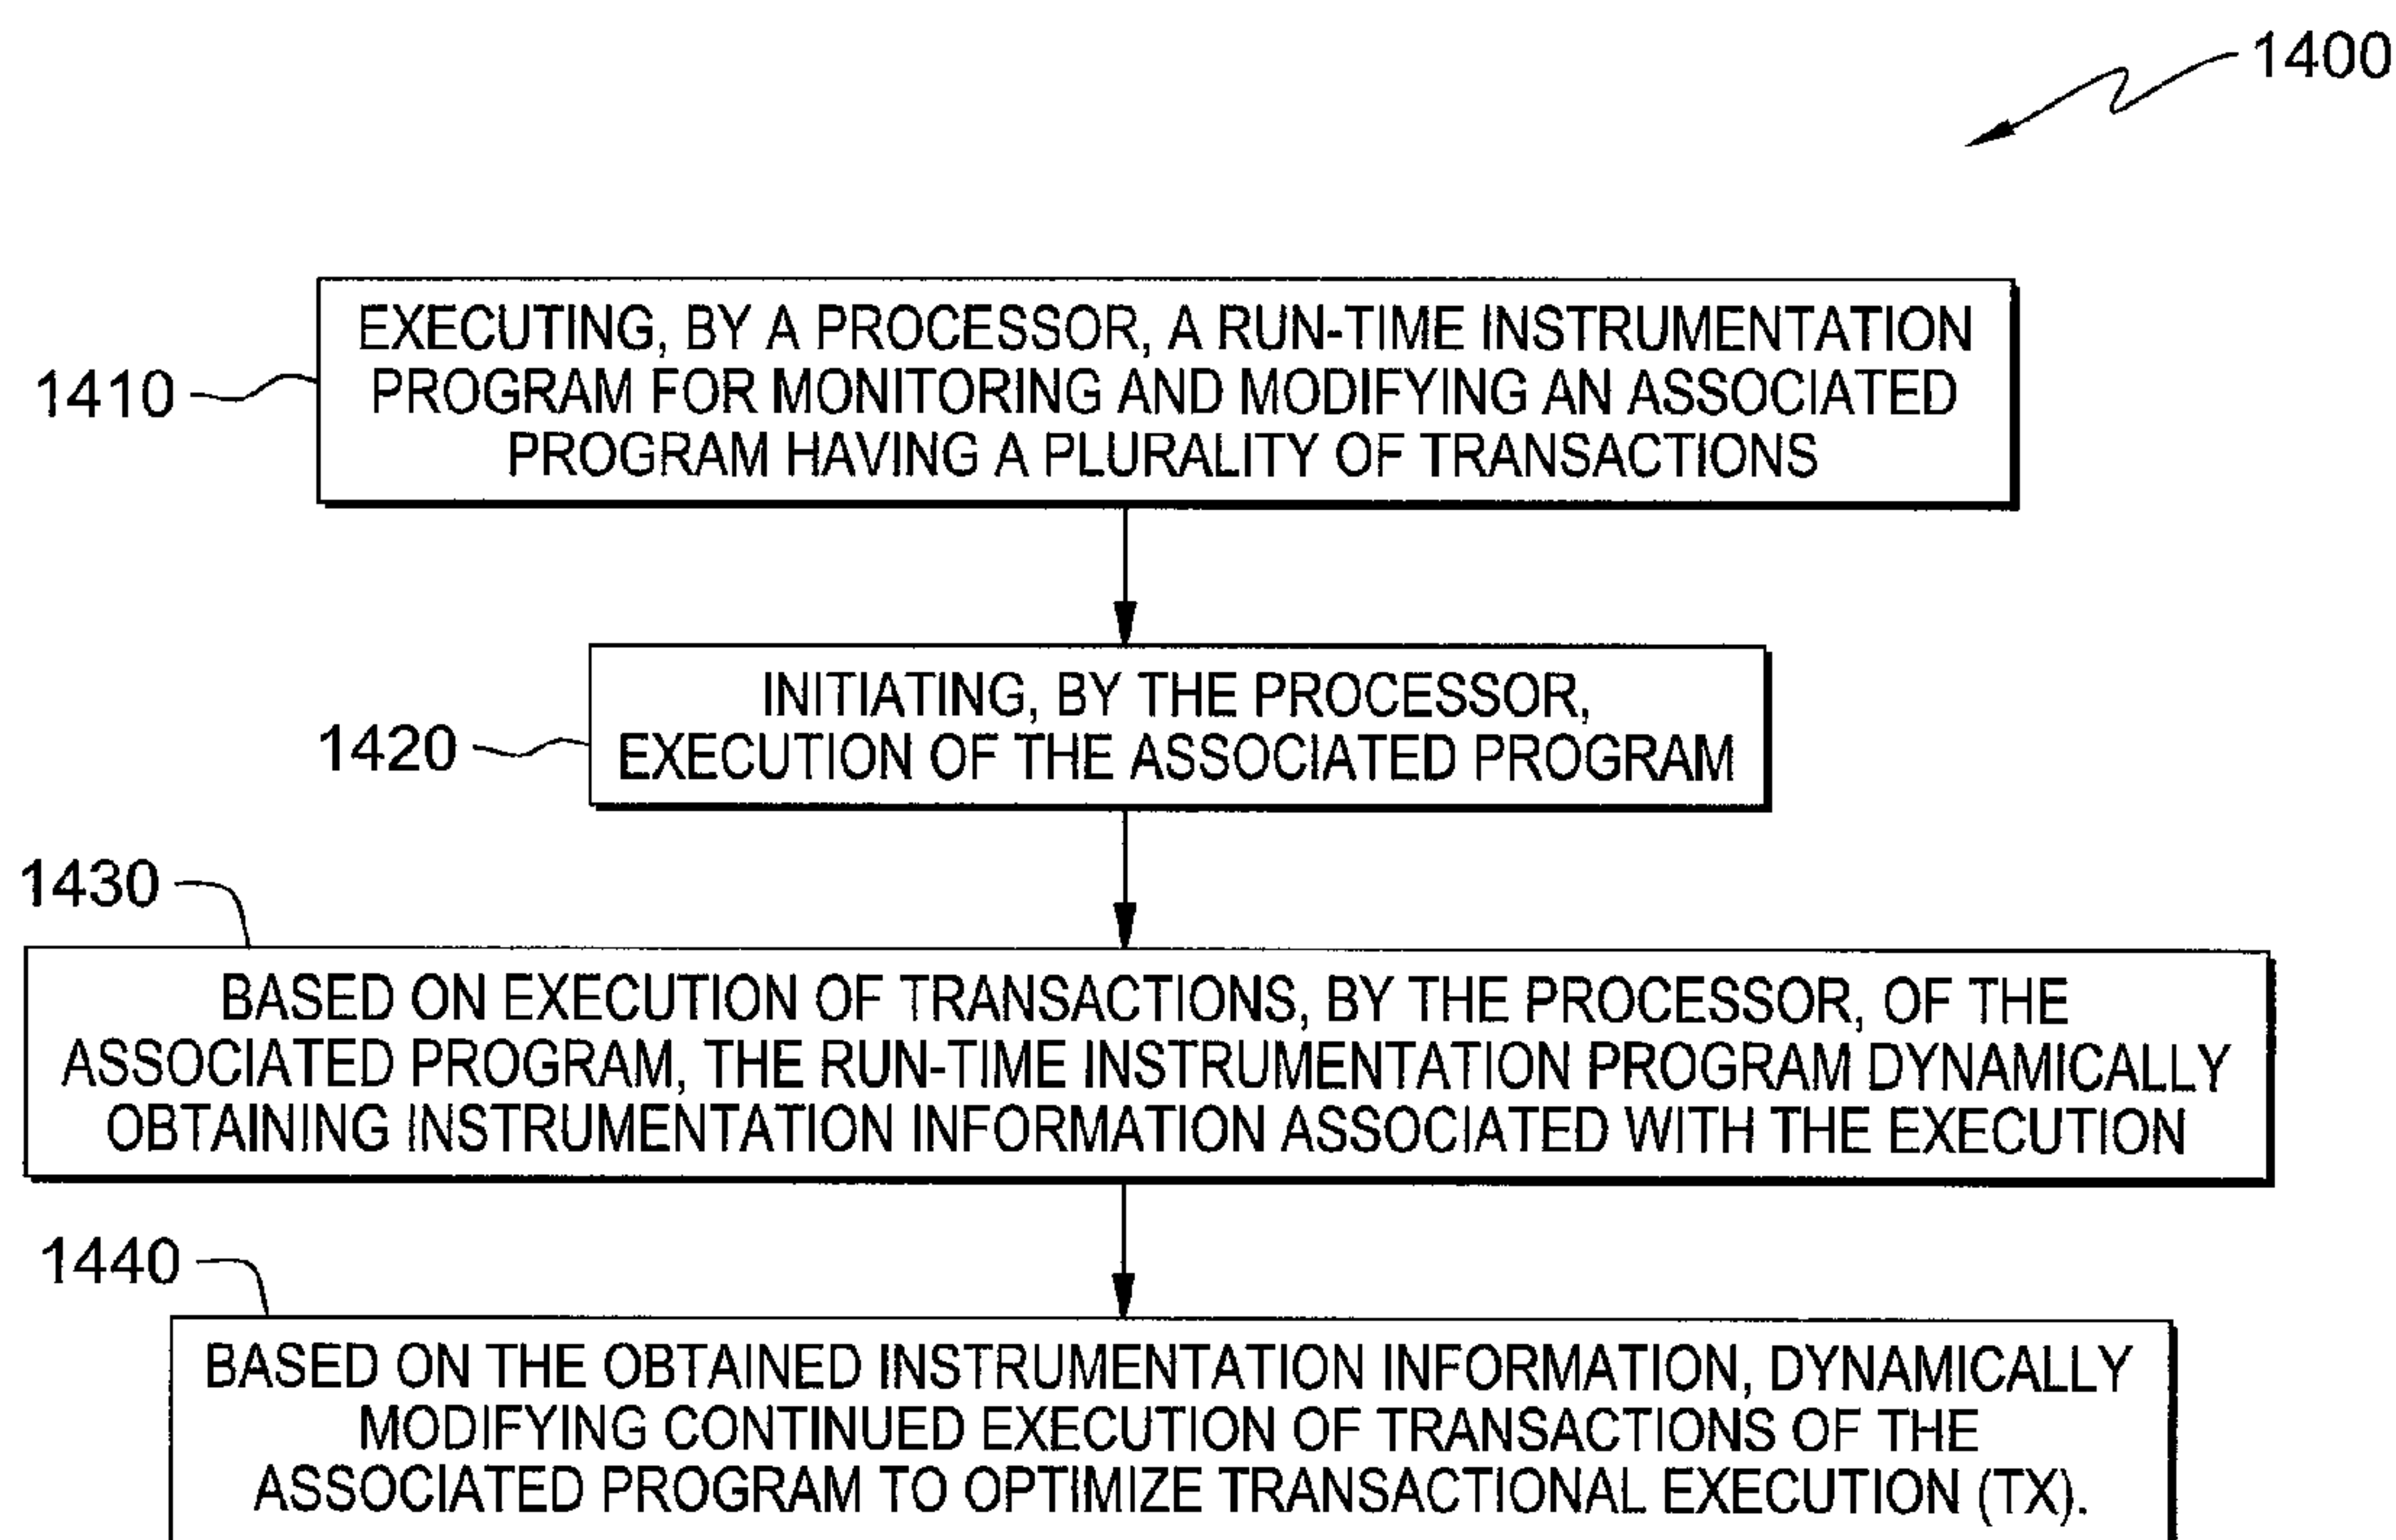 1400
1410
EXECUTING, BY A PROCESSOR, A RUN-TIME INSTRUMENTATION
PROGRAM FOR MONITORING AND MODIFYING AN ASSOCIATED
PROGRAM HAVING A PLURALITY OF TRANSACTIONS
1420
INITIATING, BY THE PROCESSOR,
EXECUTION OF THE ASSOCIATED PROGRAM
1430
BASED ON EXECUTION OF TRANSACTIONS, BY THE PROCESSOR, OF THE
ASSOCIATED PROGRAM, THE RUN-TIME INSTRUMENTATION PROGRAM DYNAMICALLY
OBTAINING INSTRUMENTATION INFORMATION ASSOCIATED WITH THE EXECUTION
1440
BASED ON THE OBTAINED INSTRUMENTATION INFORMATION, DYNAMICALLY
MODIFYING CONTINUED EXECUTION OF TRANSACTIONS OF THE
ASSOCIATED PROGRAM TO OPTIMIZE TRANSACTIONAL EXECUTION (TX).